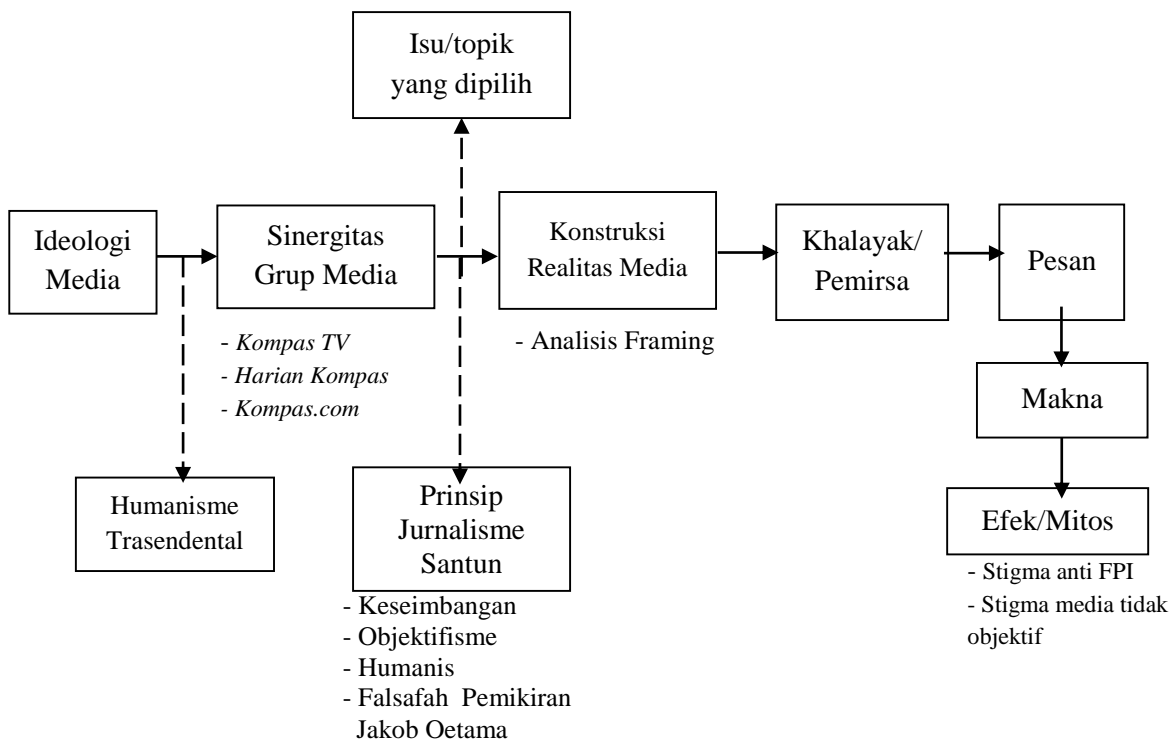 Isu/topik
yang dipilih
Ideologi
Media
Sinergitas
Grup Media
Konstruksi
Realitas Media
Khalayak/
Pemirsa
Pesan
- Kompas TV
- Harian Kompas
- Kompas.com
- Analisis Framing
Makna
Humanisme
Trasendental
Prinsip
Jurnalisme
Santun
Efek/Mitos
- Keseimbangan
- Objektifisme
- Humanis
- Falsafah Pemikiran
Jakob Oetama
- Stigma anti FPI
- Stigma media tidak
objektif